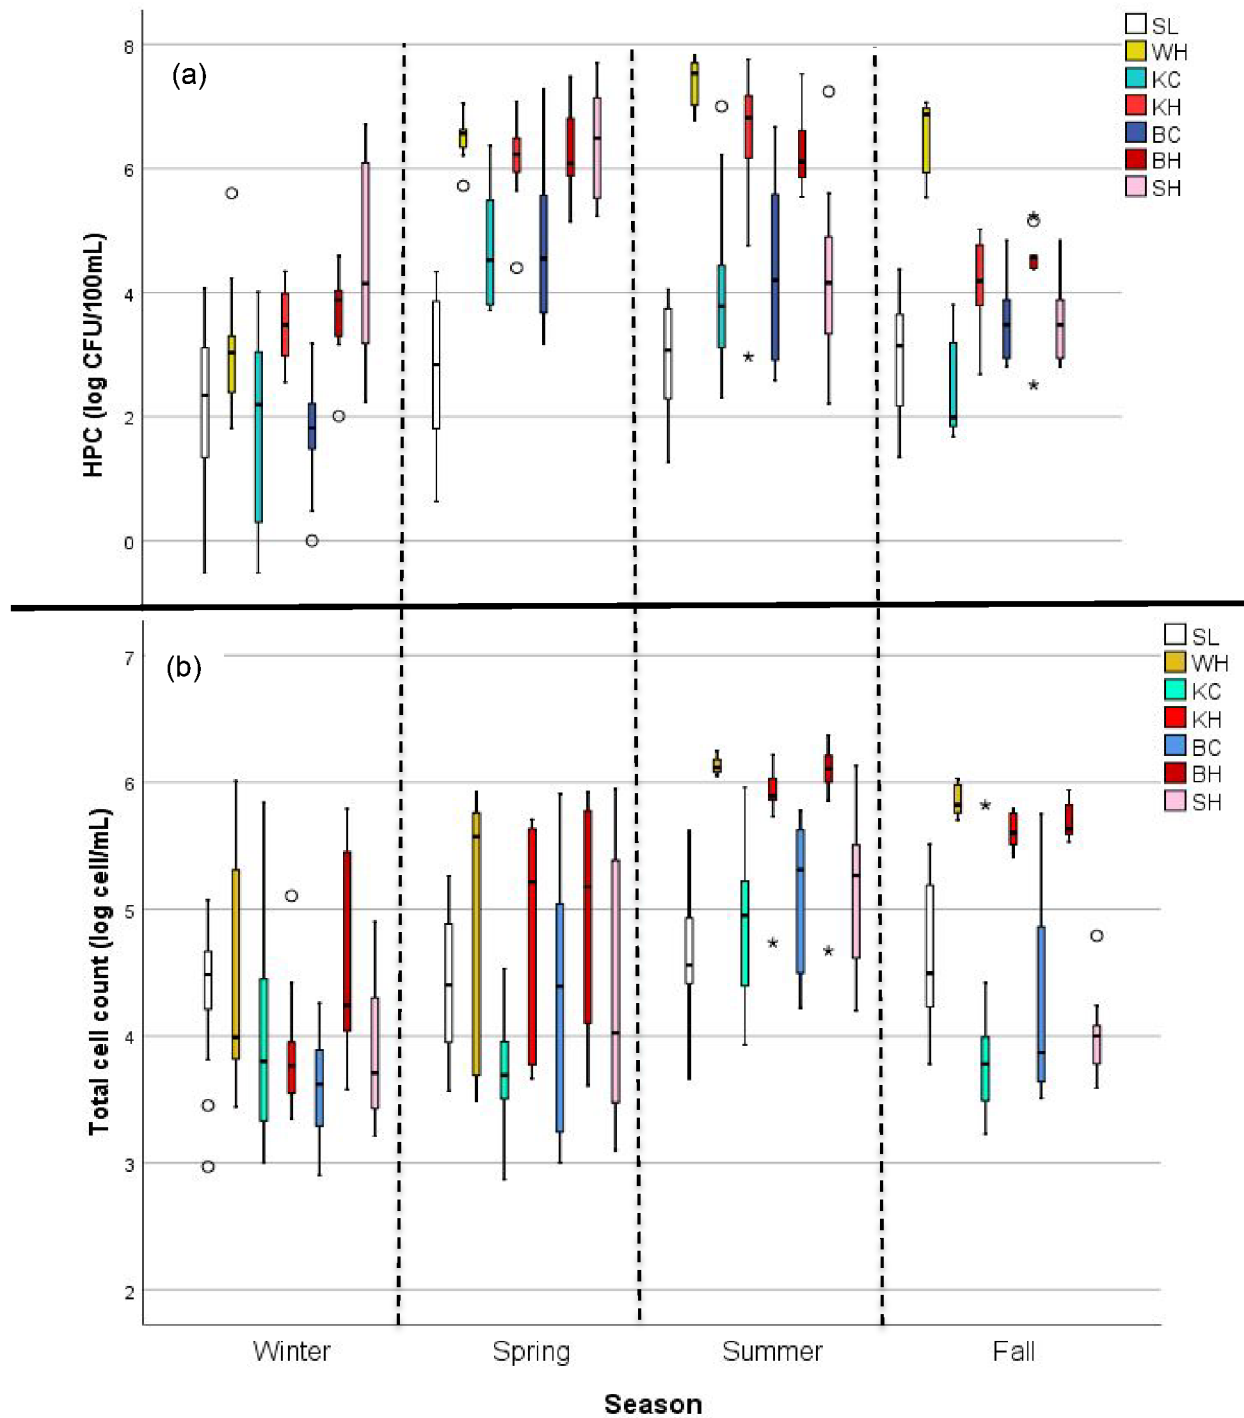 (a)
HPC (log CFU/100mL)
8
6
4
2
0
SL
WH
KC
KH
BC
BH
SH
(b)
Total cell count (log cell/mL)
7
6
5
4
3
2
SL
WH
KC
KH
BC
BH
SH
Winter Spring Summer Fall
Season